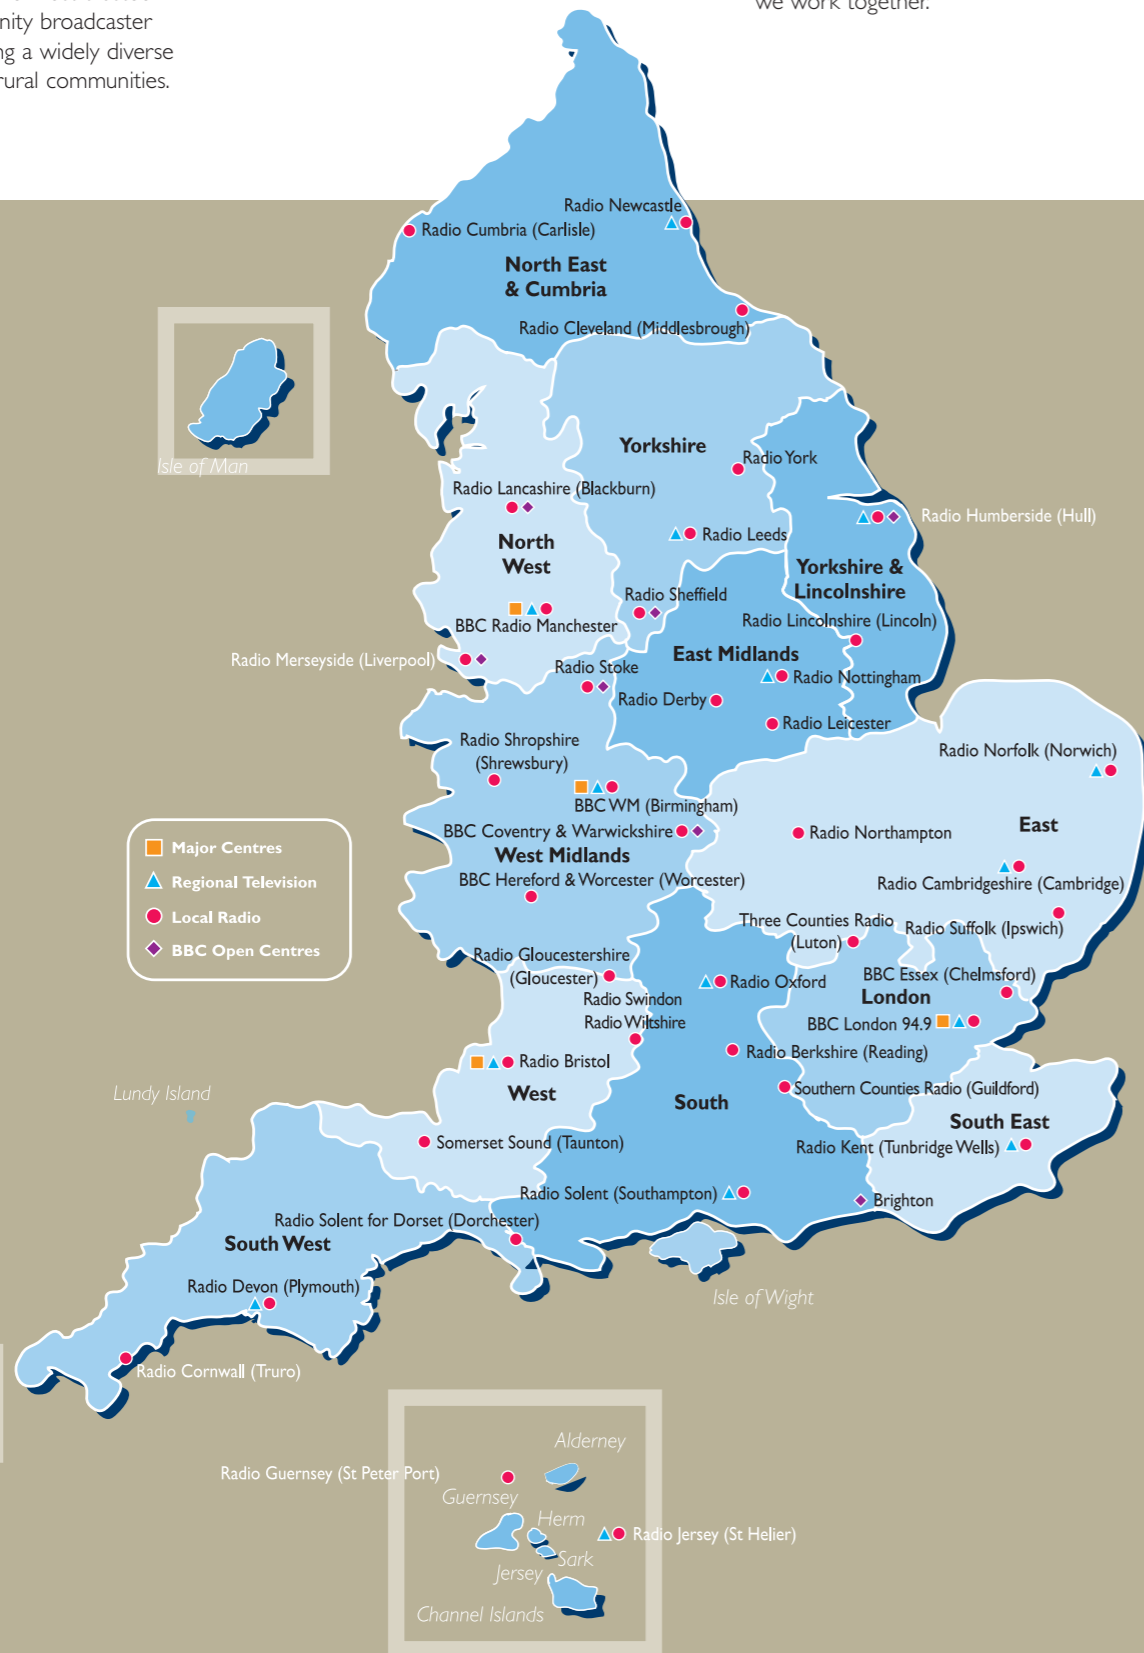 nity broadcaster
ng a widely diverse
rural communities.
we work together.
Radio Newcastle
Radio Cumbria (Carlisle)
North East
& Cumbria
Radio Cleveland (Middlesbrough)
Isle of Man
Yorkshire
Radio York
Radio Lancashire (Blackburn)
Radio Humberside (Hull)
Radio Leeds
North
West
Yorkshire &
Lincolnshire
Radio Sheffield
BBC Radio Manchester
Radio Lincolnshire (Lincoln)
Radio Merseyside (Liverpool)
East Midlands
Radio Stoke
Radio Nottingham
Radio Derby
Radio Leicester
Radio Shropshire
(Shrewsbury)
Radio Norfolk (Norwich)
BBC WM (Birmingham)
BBC Coventry & Warwickshire
Radio Northampton
East
West Midlands
BBC Hereford & Worcester (Worcester)
Radio Cambridgeshire (Cambridge)
Major Centres
Regional Television
Local Radio
BBC Open Centres
Three Counties Radio
(Luton)
Radio Suffolk (Ipswich)
Radio Gloucestershire
(Gloucester)
BBC Essex (Chelmsford)
Radio Oxford
London
Radio Swindon
Radio Wiltshire
BBC London 94.9
Radio Berkshire (Reading)
Radio Bristol
West
Southern Counties Radio (Guildford)
Lundy Island
South
South East
Somerset Sound (Taunton)
Radio Kent (Tunbridge Wells)
Radio Solent (Southampton)
Brighton
Radio Solent for Dorset (Dorchester)
South West
Radio Devon (Plymouth)
Isle of Wight
Radio Cornwall (Truro)
Alderney
Radio Guernsey (St Peter Port)
Guernsey
Herm
Radio Jersey (St Helier)
Sark
Jersey
Channel Islands